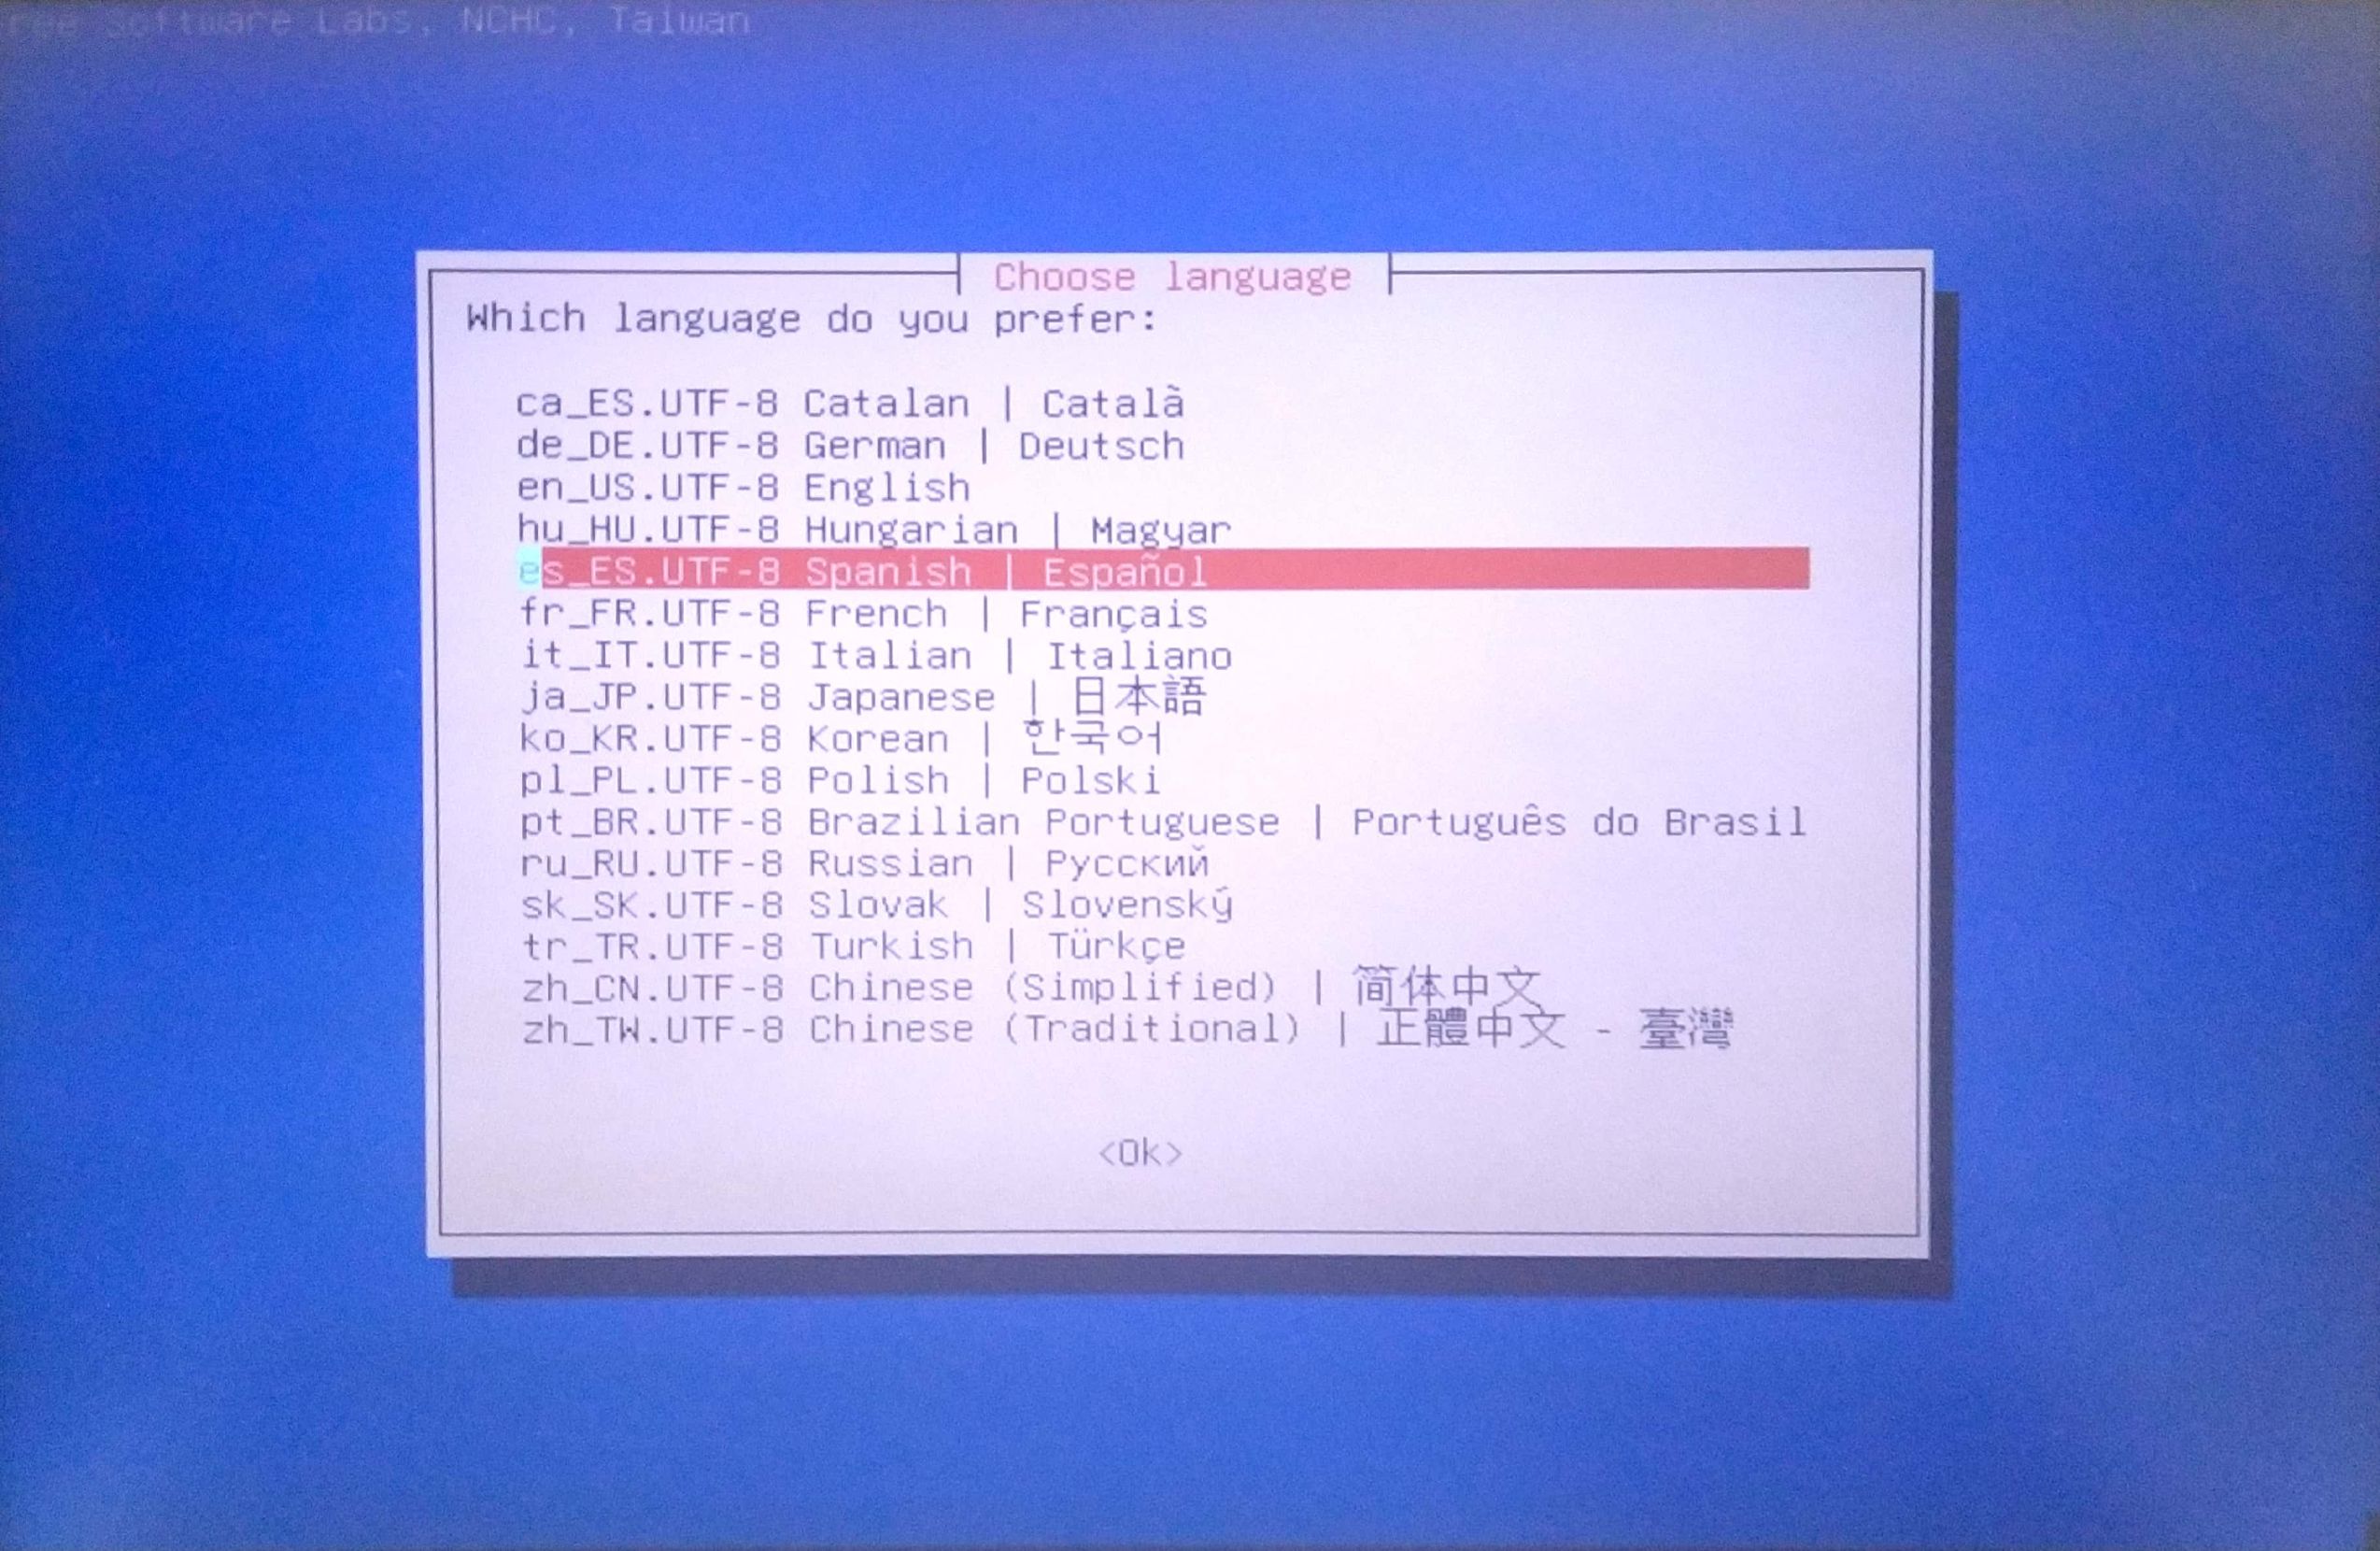 ree Software Labs, NCHC, Taiwan
Choose language
Which language do you prefer:
ca_ES.UTF-8 Catalan | Català
de_DE.UTF-8 German | Deutsch
en_US.UTF-8 English
hu_HU.UTF-8 Hungarian | Magyar
es_ES.UTF-8 Spanish | Español
fr_FR.UTF-8 French | Français
it_IT.UTF-8 Italian | Italiano
ja_JP.UTF-8 Japanese | 日本語
ko_KR.UTF-8 Korean | 한국어
pl_PL.UTF-8 Polish | Polski
pt_BR.UTF-8 Brazilian Portuguese | Português do Brasil
ru_RU.UTF-8 Russian | Русский
sk_SK.UTF-8 Slovak | Slovenský
tr_TR.UTF-8 Turkish | Türkçe
zh_CN.UTF-8 Chinese (Simplified) | 简体中文
zh_TW.UTF-8 Chinese (Traditional) | 正體中文 - 臺灣
<Ok>